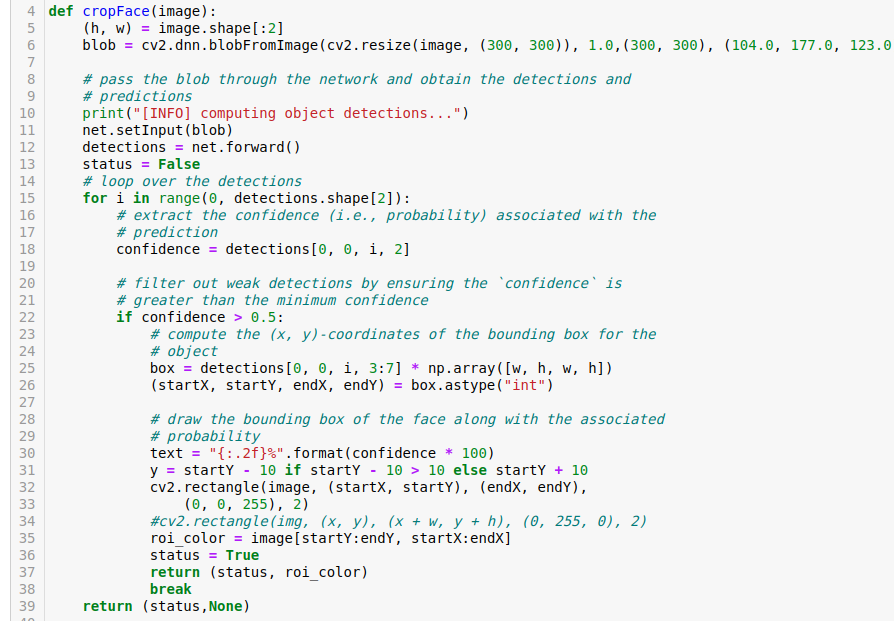 4 def cropFace(image):
5     (h, w) = image.shape[:2]
6     blob = cv2.dnn.blobFromImage(cv2.resize(image, (300, 300)), 1.0,(300, 300), (104.0, 177.0, 123.0
7
8     # pass the blob through the network and obtain the detections and
9     # predictions
10     print("[INFO] computing object detections...")
11     net.setInput(blob)
12     detections = net.forward()
13     status = False
14     # loop over the detections
15     for i in range(0, detections.shape[2]):
16         # extract the confidence (i.e., probability) associated with the
17         # prediction
18         confidence = detections[0, 0, i, 2]
19
20         # filter out weak detections by ensuring the `confidence` is
21         # greater than the minimum confidence
22         if confidence > 0.5:
23             # compute the (x, y)-coordinates of the bounding box for the
24             # object
25             box = detections[0, 0, i, 3:7] * np.array([w, h, w, h])
26             (startX, startY, endX, endY) = box.astype("int")
27
28             # draw the bounding box of the face along with the associated
29             # probability
30             text = "{:.2f}%".format(confidence * 100)
31             y = startY - 10 if startY - 10 > 10 else startY + 10
32             cv2.rectangle(image, (startX, startY), (endX, endY),
33                 (0, 0, 255), 2)
34             #cv2.rectangle(img, (x, y), (x + w, y + h), (0, 255, 0), 2)
35             roi_color = image[startY:endY, startX:endX]
36             status = True
37             return (status, roi_color)
38             break
39     return (status,None)